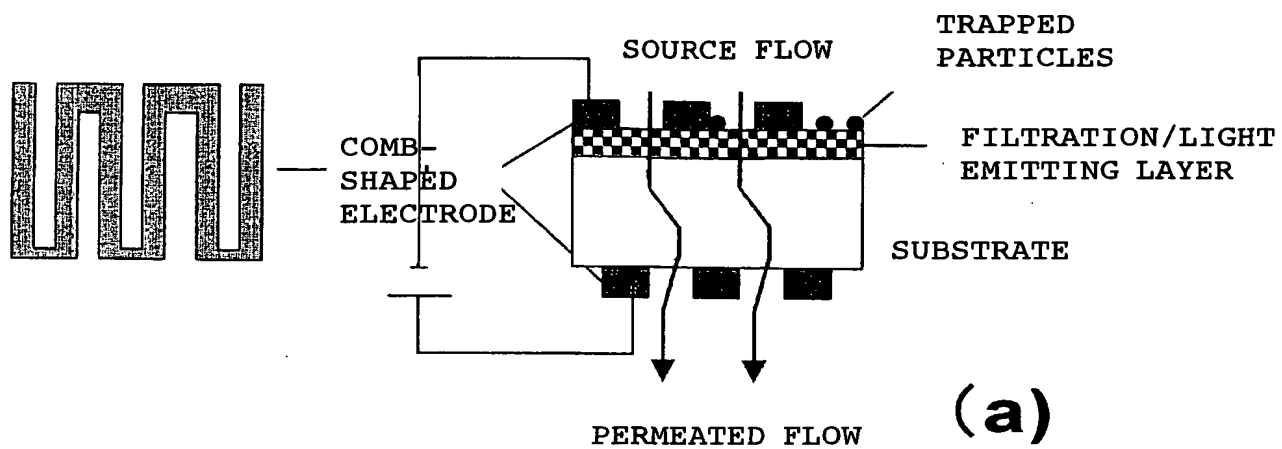 SOURCE FLOW
TRAPPED
PARTICLES
COMB-
SHAPED
ELECTRODE
FILTRATION/LIGHT
EMITTING LAYER
SUBSTRATE
PERMEATED FLOW
(a)